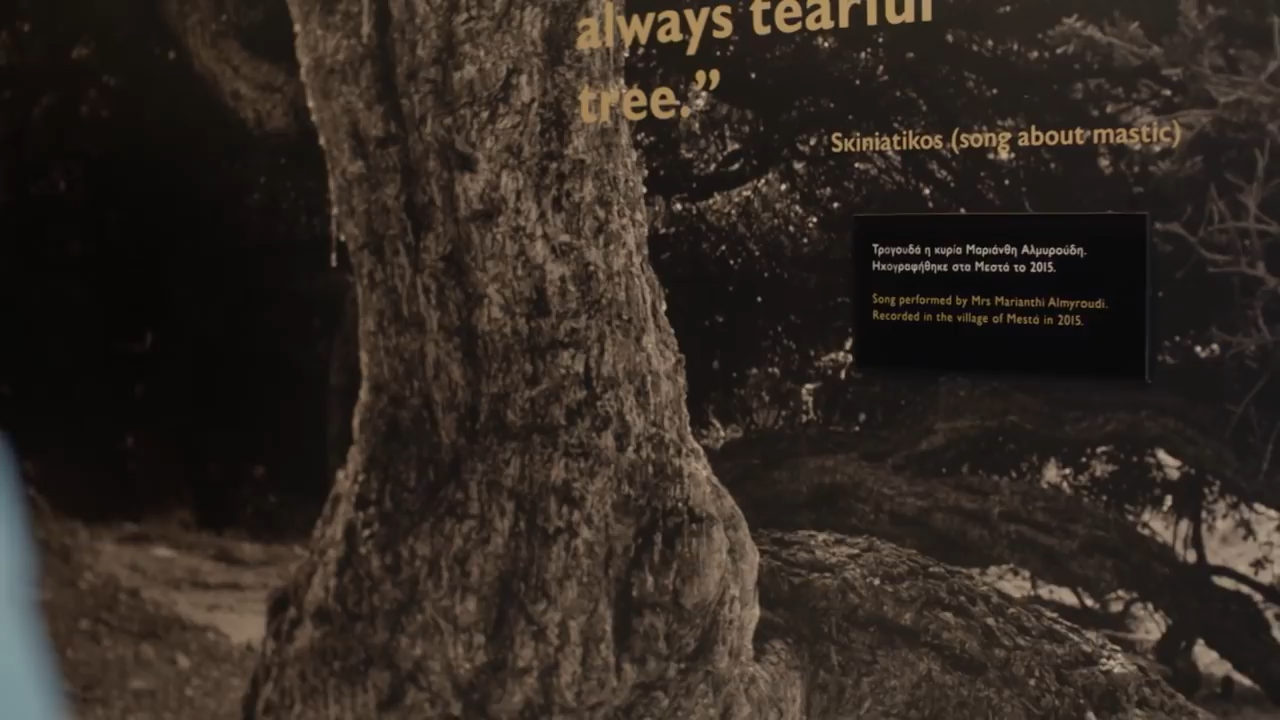 always tearful
tree.”
Skiniatikos (song about mastic)
Τραγουδά η κυρία Μαριάνθη Αλμυρούδη.
Ηχογραφήθηκε στα Μεστά το 2015.
Song performed by Mrs Marianthi Almyroudi.
Recorded in the village of Mestá in 2015.